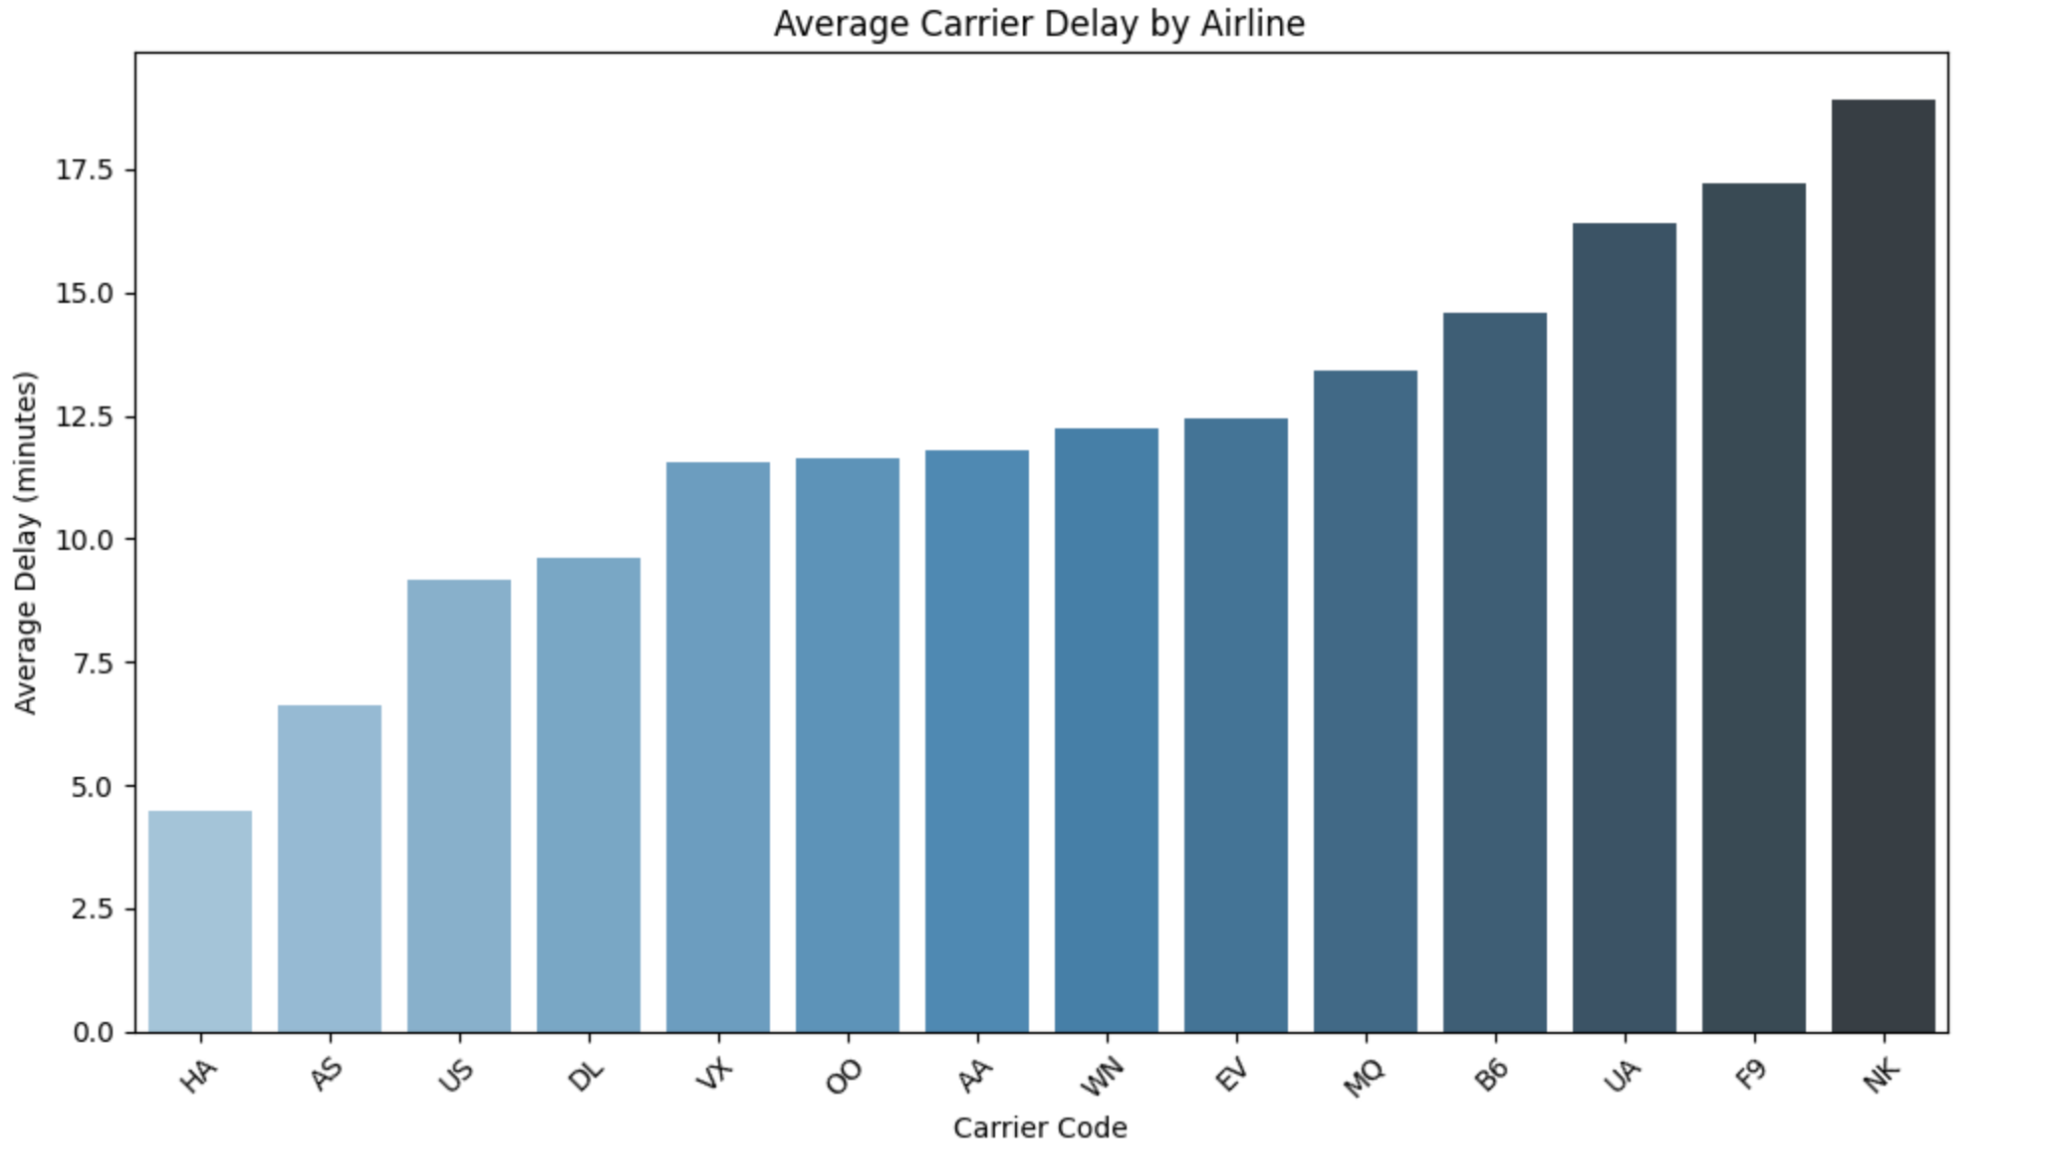 Average Carrier Delay by Airline
Average Delay (minutes)
17.5
15.0
12.5
10.0
7.5
5.0
2.5
0.0
HA
AS
US
DL
VX
OO
AA
WN
EV
MQ
B6
UA
F9
NK
Carrier Code